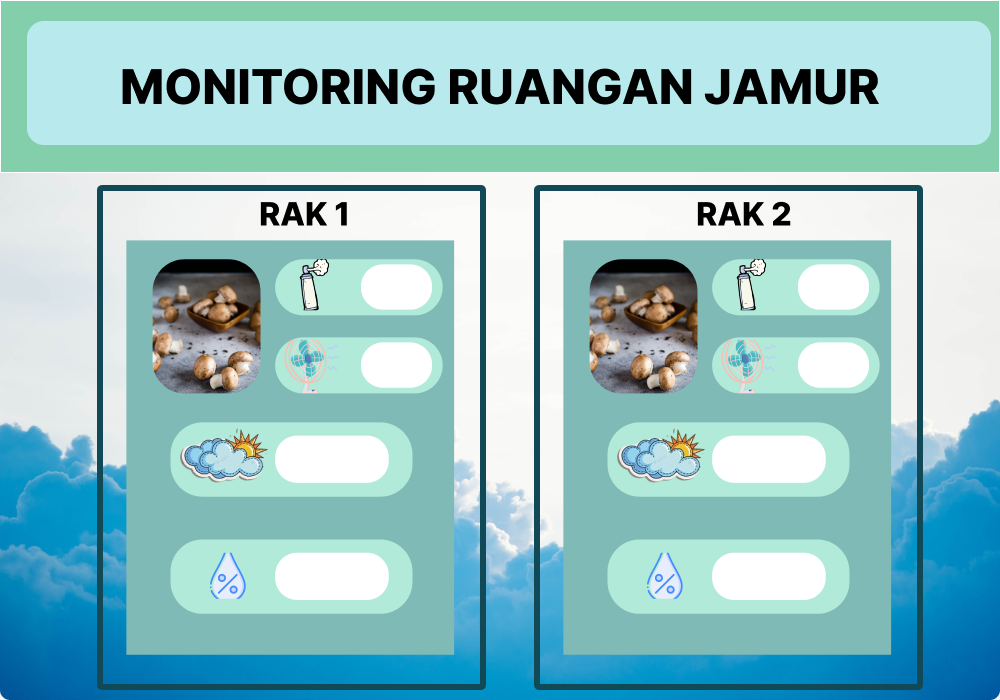 MONITORING RUANGAN JAMUR
RAK 1
RAK 2
%
%